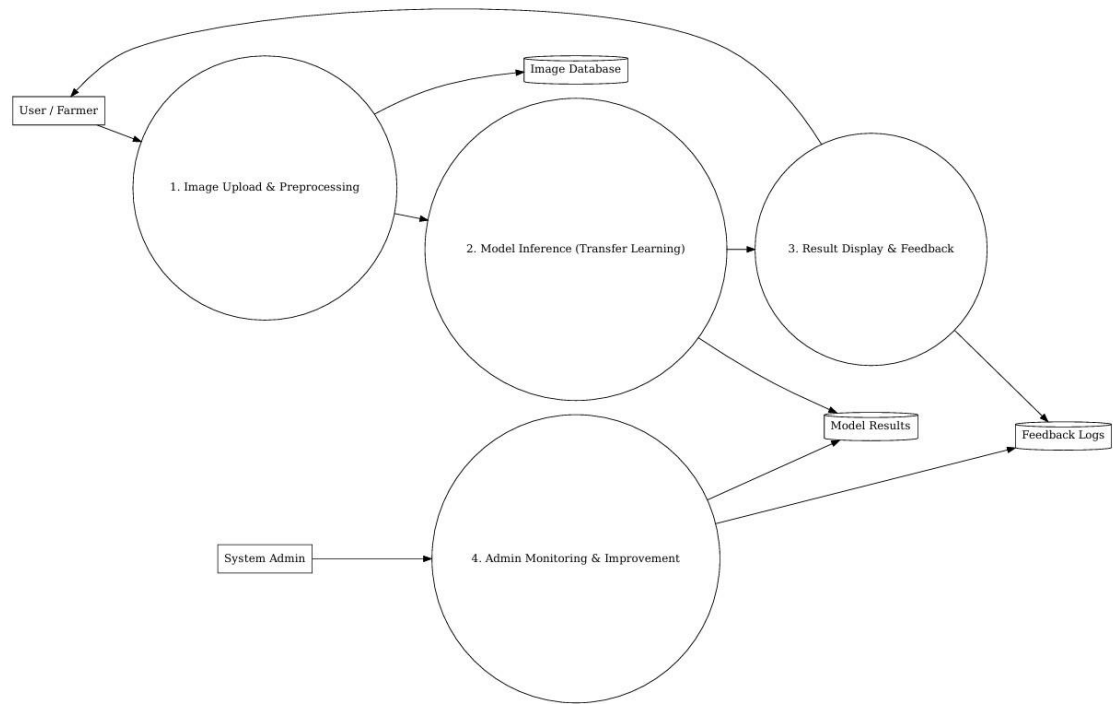 Image Database
User / Farmer
1. Image Upload & Preprocessing
2. Model Inference (Transfer Learning)
3. Result Display & Feedback
Model Results
Feedback Logs
System Admin
4. Admin Monitoring & Improvement